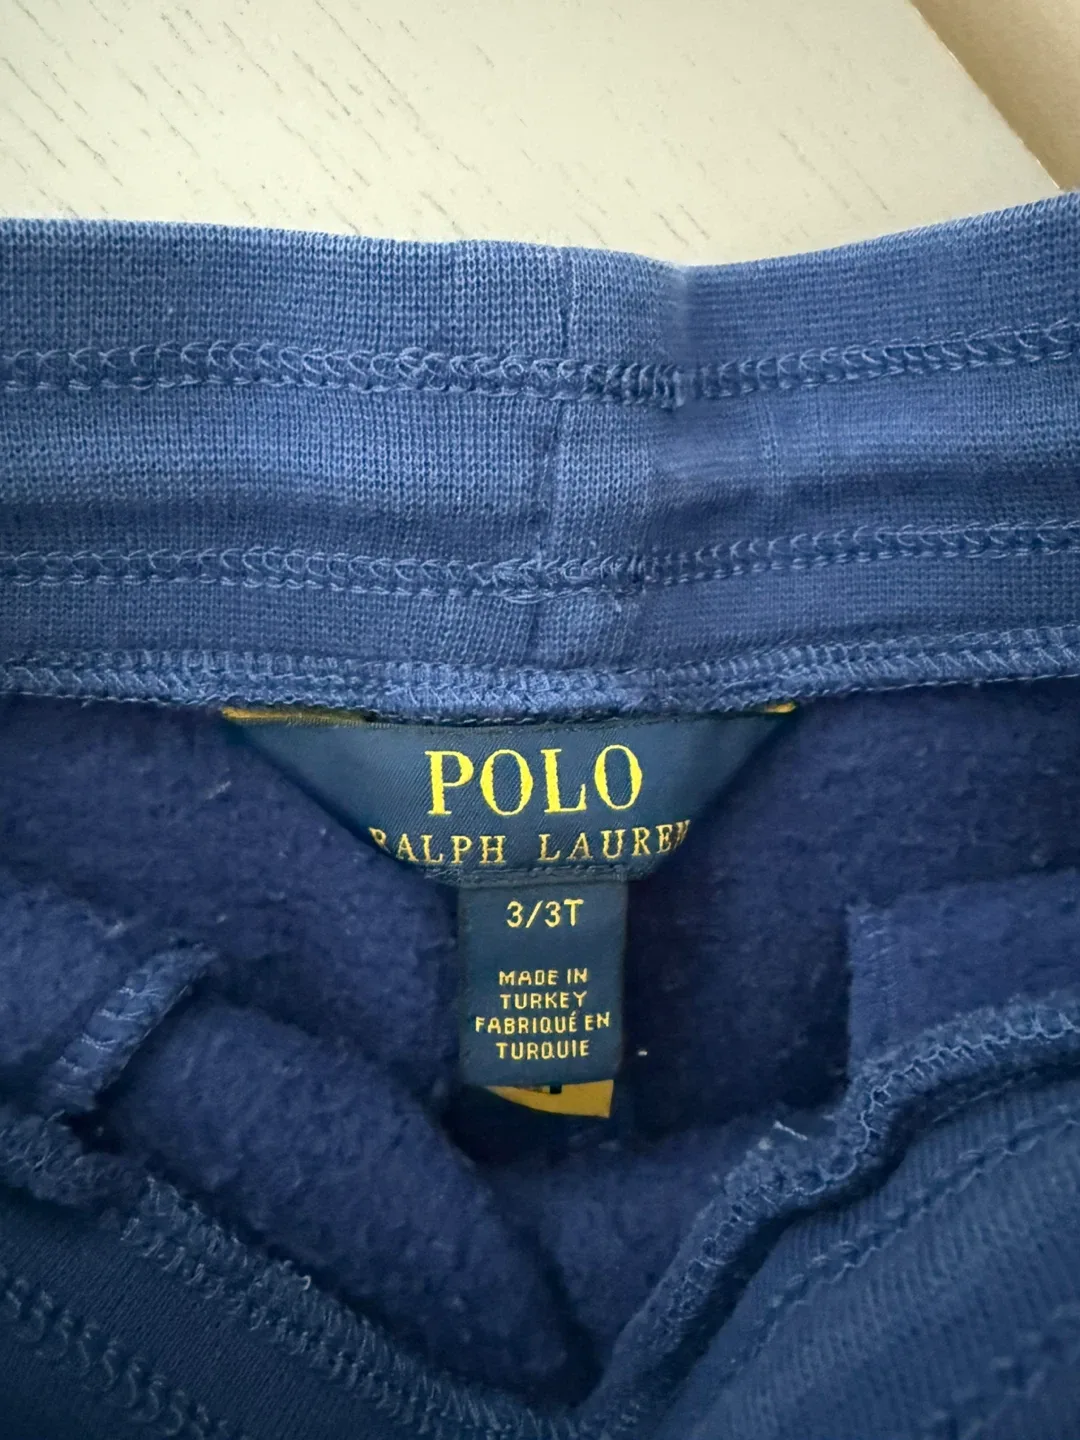 POLO
RALPH LAUREN
3/3T
MADE IN
TURKEY
FABRIQUÉ EN
TURQUIE